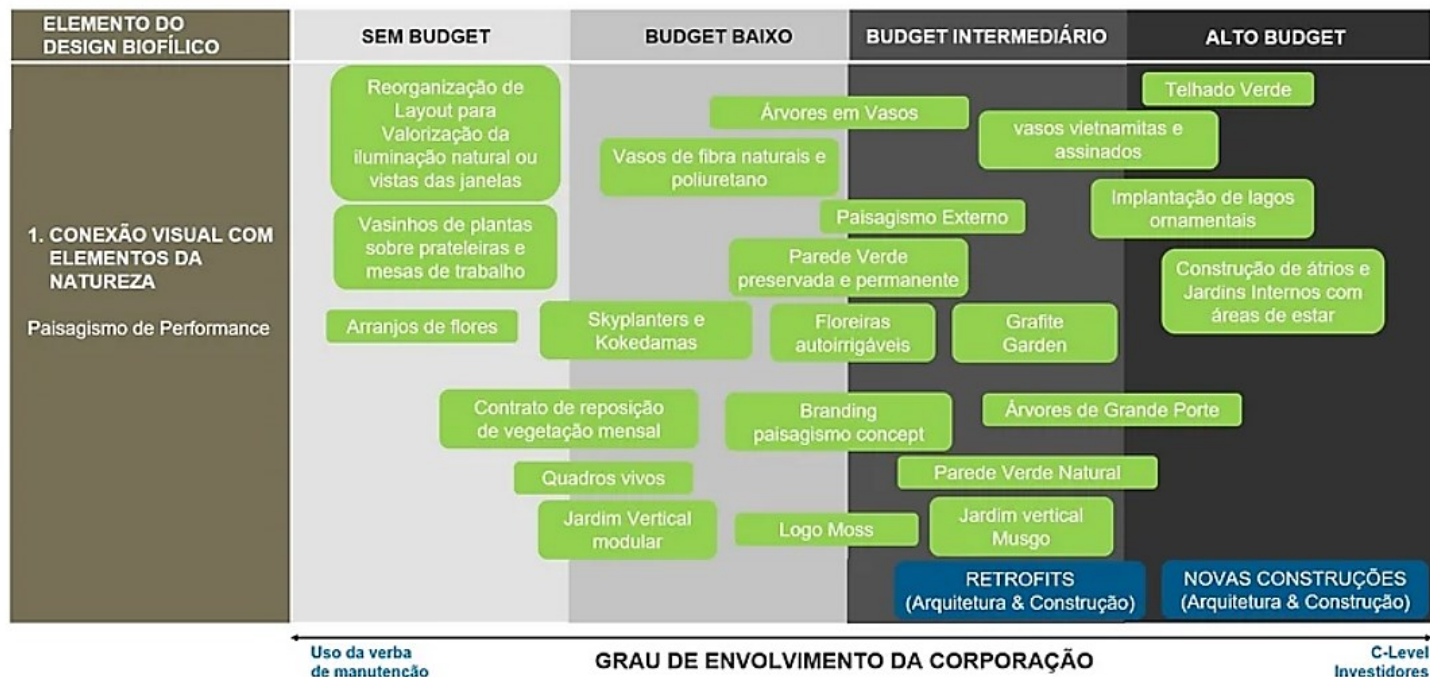 ELEMENTO DO
DESIGN BIOFÍLICO
SEM BUDGET
BUDGET BAIXO
BUDGET INTERMEDIÁRIO
ALTO BUDGET
1. CONEXÃO VISUAL COM
ELEMENTOS DA
NATUREZA
Paisagismo de Performance
Reorganização de
Layout para
Valorização da
iluminação natural ou
vistas das janelas
Árvores em Vasos
Telhado Verde
vasos vietnamitas e
assinados
Vasos de fibra naturais e
poliuretano
Implantação de lagos
ornamentais
Vasinhos de plantas
sobre prateleiras e
mesas de trabalho
Paisagismo Externo
Parede Verde
preservada e permanente
Construção de átrios e
Jardins Internos com
áreas de estar
Arranjos de flores
Skyplanters e
Kokedamas
Floreiras
autoirrigáveis
Grafite
Garden
Contrato de reposição
de vegetação mensal
Branding
paisagismo concept
Árvores de Grande Porte
Quadros vivos
Parede Verde Natural
Jardim Vertical
modular
Logo Moss
Jardim vertical
Musgo
RETROFITS
(Arquitetura & Construção)
NOVAS CONSTRUÇÕES
(Arquitetura & Construção)
Uso da verba
de manutenção
GRAU DE ENVOLVIMENTO DA CORPORAÇÃO
C-Level
Investidores